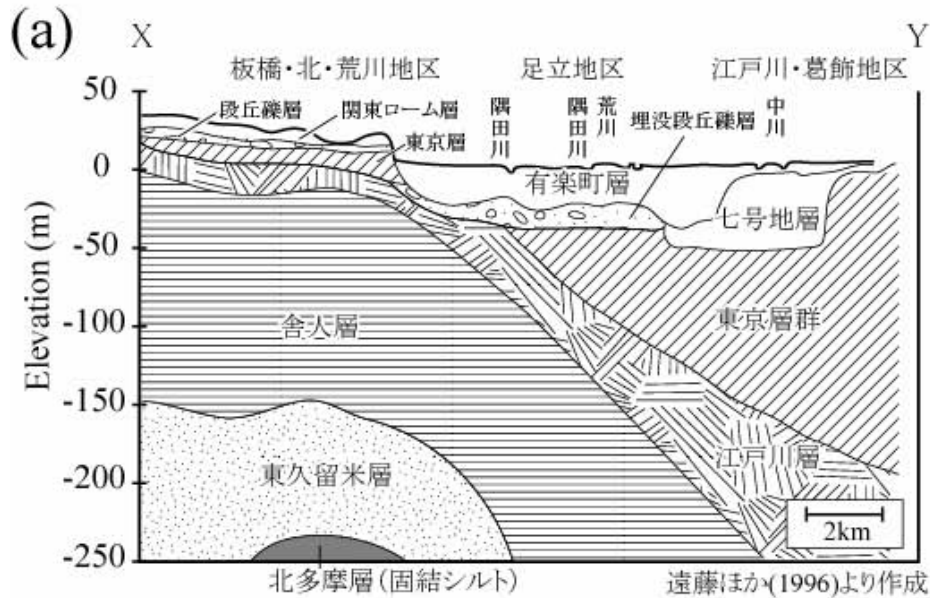 (a)
X
Y
板橋・北・荒川地区
足立地区
江戸川・葛飾地区
50
0
-50
-100
-150
-200
-250
Elevation (m)
段丘礫層
関東ローム層
東京層
隅田川
隅田川
荒川
埋没段丘礫層
中川
有楽町層
七号地層
舎人層
東京層群
東久留米層
江戸川層
2km
北多摩層(固結シルト)
遠藤ほか(1996)より作成